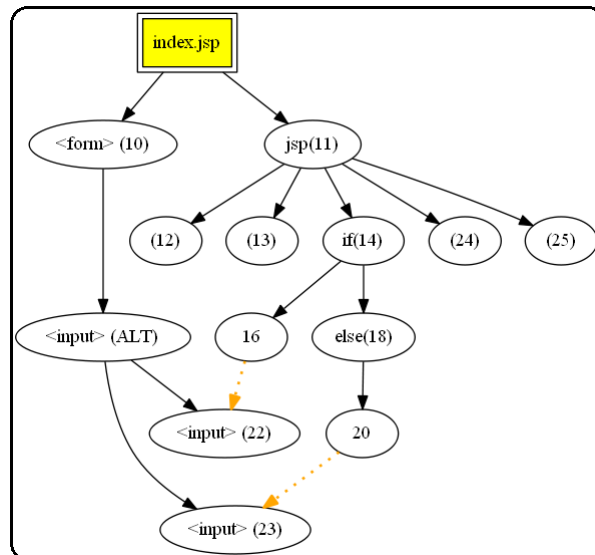 index.jsp
<form> (10)
jsp(11)
(12)
(13)
if(14)
(24)
(25)
<input> (ALT)
16
else(18)
<input> (22)
20
<input> (23)